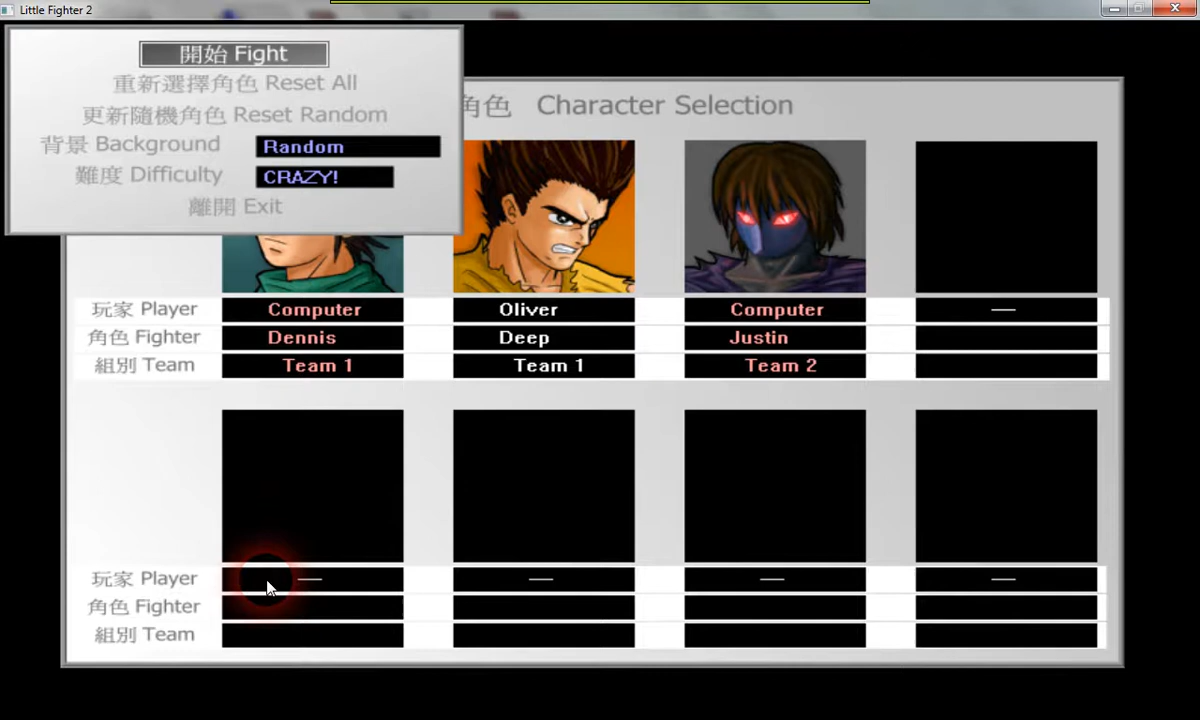 Little Fighter 2
開始 Fight
重新選擇角色 Reset All
更新隨機角色 Reset Random
背景 Background Random
難度 Difficulty CRAZY!
離開 Exit
角色 Character Selection
玩家 Player Computer Oliver Computer —
角色 Fighter Dennis Deep Justin
組別 Team Team 1 Team 1 Team 2
玩家 Player — — — —
角色 Fighter
組別 Team